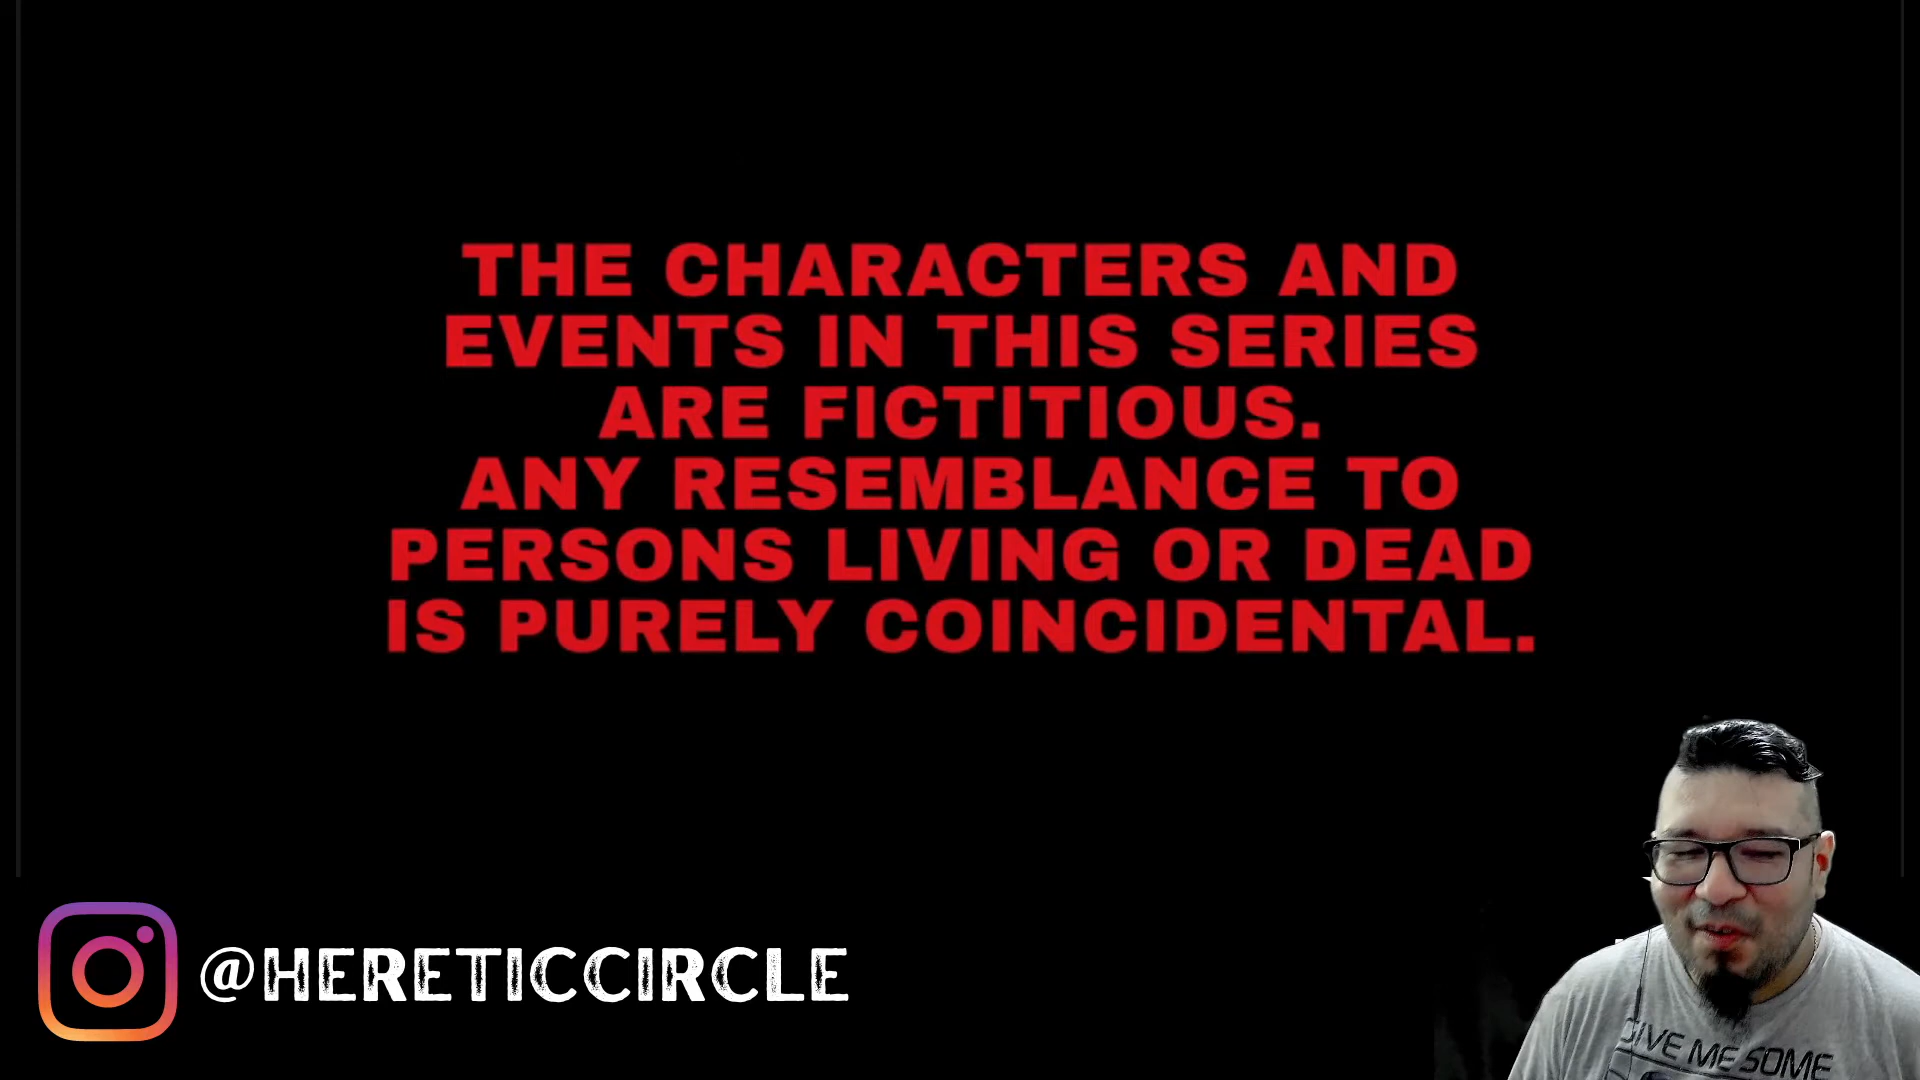 THE CHARACTERS AND
EVENTS IN THIS SERIES
ARE FICTITIOUS.
ANY RESEMBLANCE TO
PERSONS LIVING OR DEAD
IS PURELY COINCIDENTAL.
@HERETICCIRCLE
GIVE ME SOME